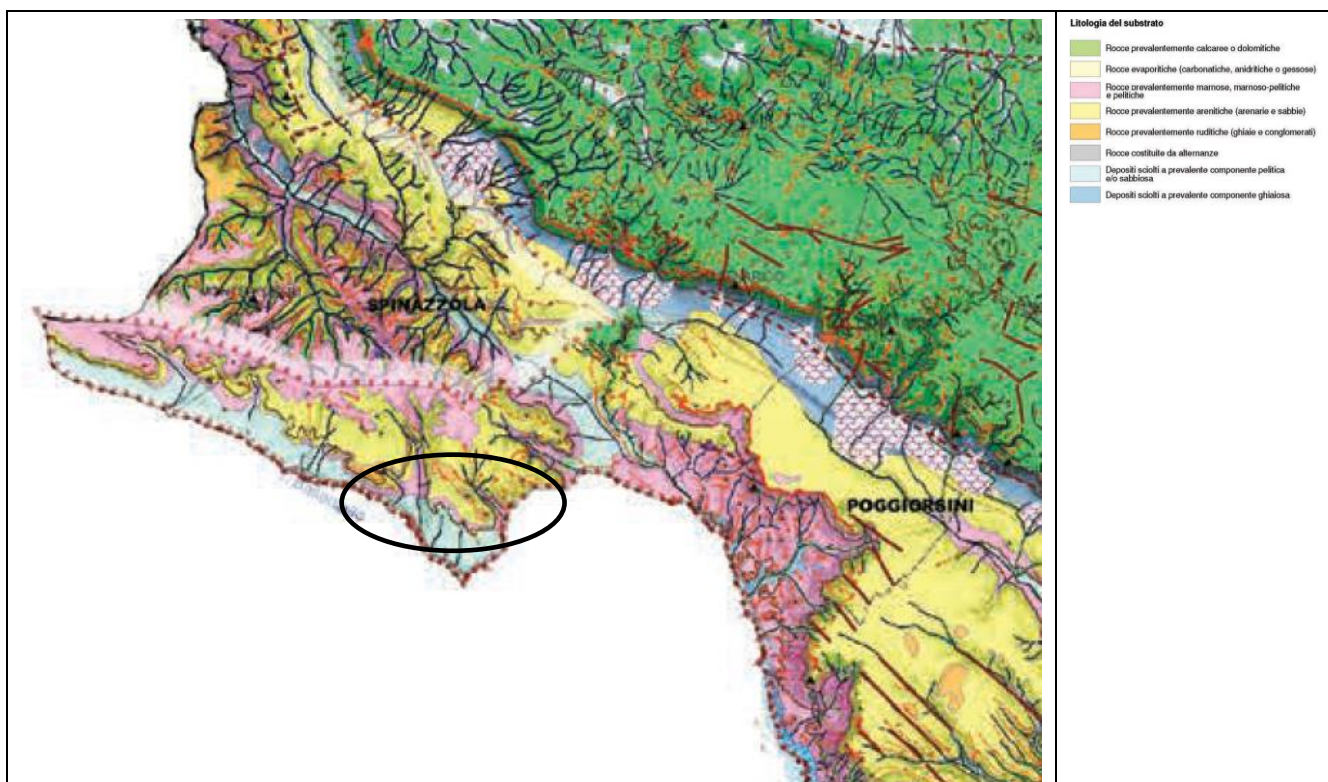 SPINAZZOLA
POGGIORSINI
Litologia del substrato
Rocce prevalentemente calcaree o dolomitiche
Rocce evaporitiche (carbonatiche, anidritiche o gessose)
Rocce prevalentemente marnose, marnoso-pelitiche
e pelitiche
Rocce prevalentemente arenitiche (arenarie e sabbie)
Rocce prevalentemente ruditiche (ghiaie e conglomerati)
Rocce costituite da alternanze
Depositi sciolti a prevalente componente pelitica
e/o sabbiosa
Depositi sciolti a prevalente componente ghiaiosa